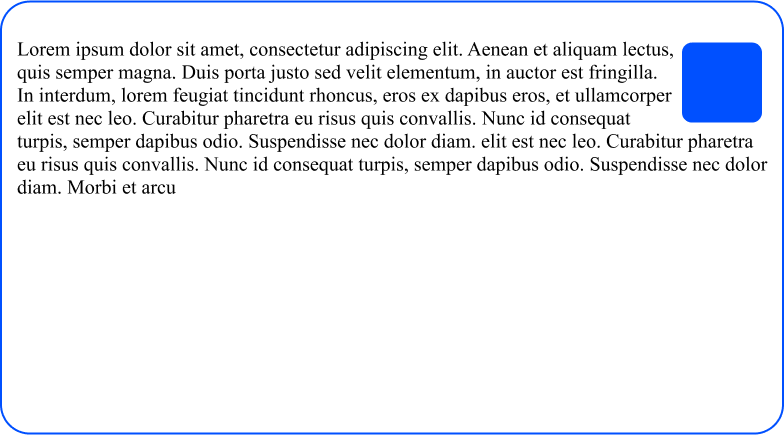 Lorem ipsum dolor sit amet, consectetur adipiscing elit. Aenean et aliquam lectus,
quis semper magna. Duis porta justo sed velit elementum, in auctor est fringilla.
In interdum, lorem feugiat tincidunt rhoncus, eros ex dapibus eros, et ullamcorper
elit est nec leo. Curabitur pharetra eu risus quis convallis. Nunc id consequat
turpis, semper dapibus odio. Suspendisse nec dolor diam. elit est nec leo. Curabitur pharetra
eu risus quis convallis. Nunc id consequat turpis, semper dapibus odio. Suspendisse nec dolor
diam. Morbi et arcu